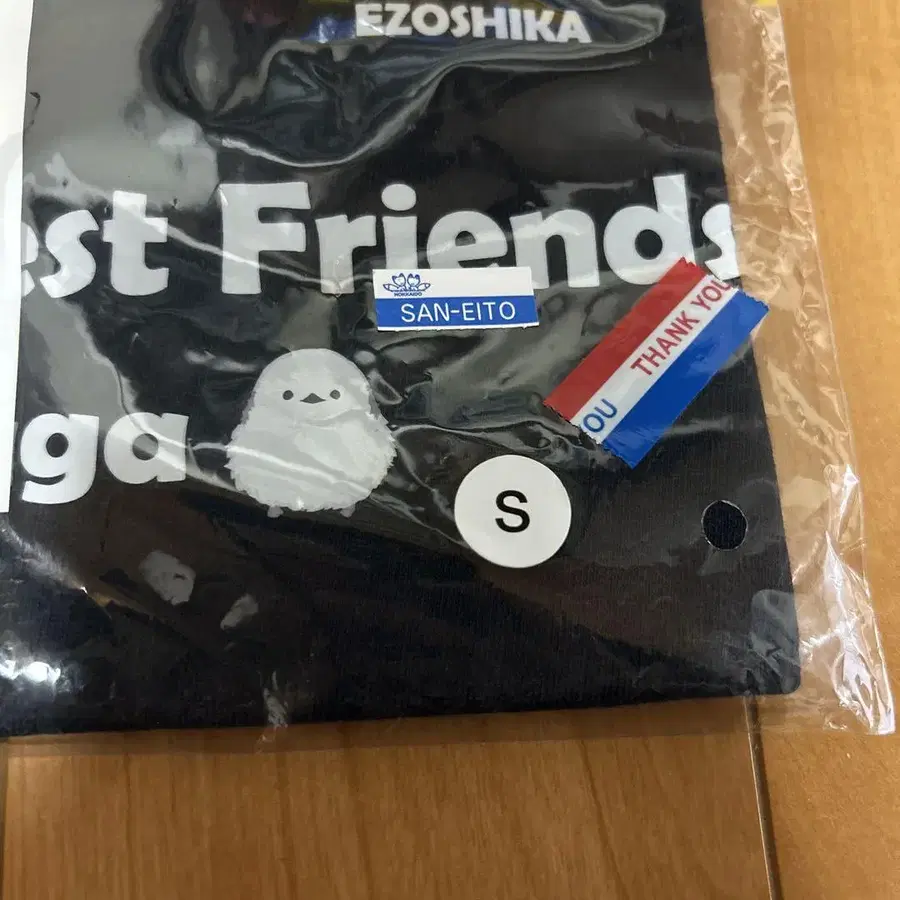 EZOSHIKA
est Friends
HOKKAIDO
SAN-EITO
THANK YOU
OU
ga
S